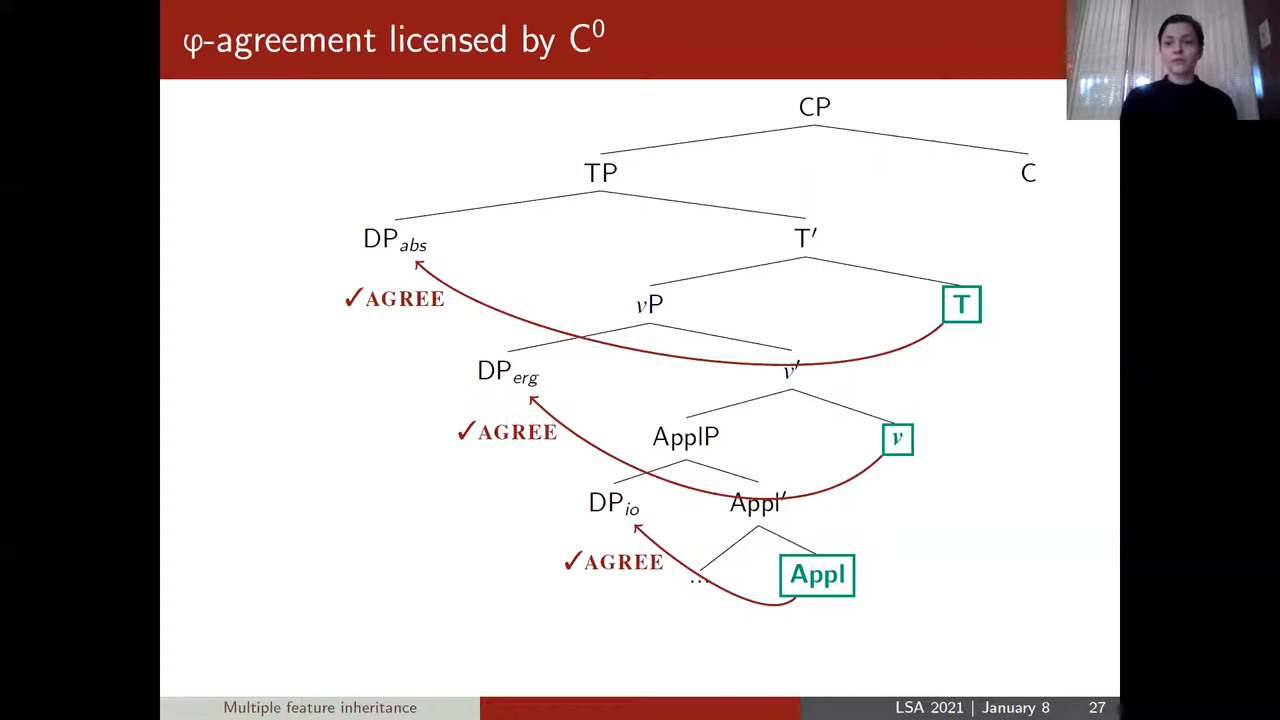 φ-agreement licensed by C⁰
CP
TP C
DP_abs T′
✓AGREE
vP T
DP_erg v′
✓AGREE
ApplP v
DP_io Appl′
✓AGREE
... Appl
Multiple feature inheritance LSA 2021 | January 8 27